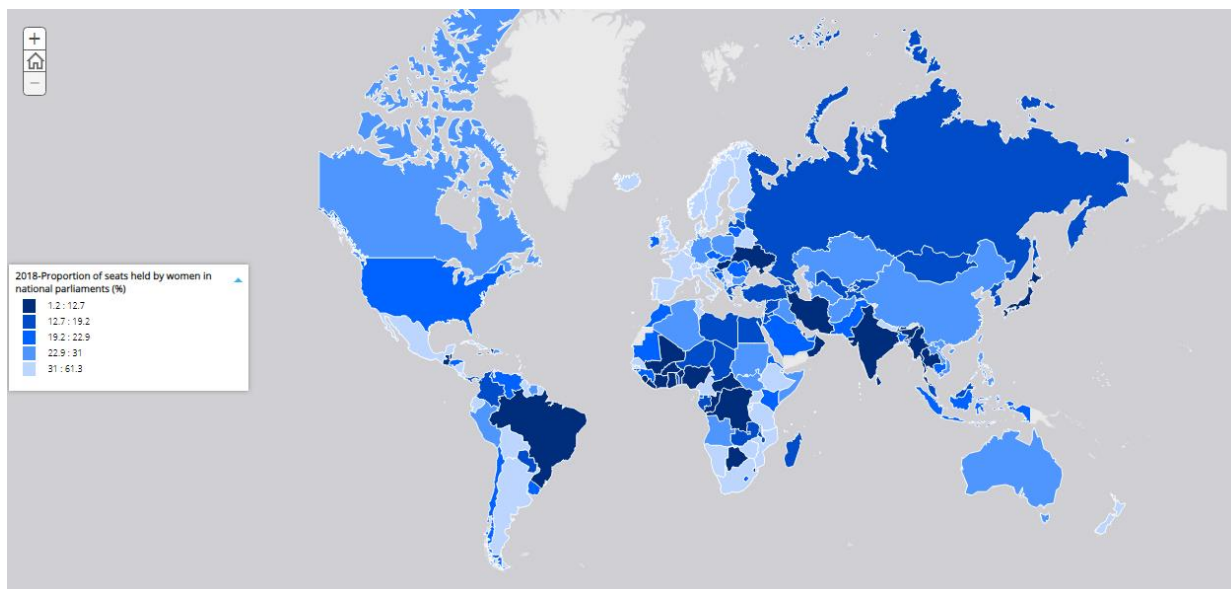 +
−
2018-Proportion of seats held by women in
national parliaments (%)
1.2 : 12.7
12.7 : 19.2
19.2 : 22.9
22.9 : 31
31 : 61.3